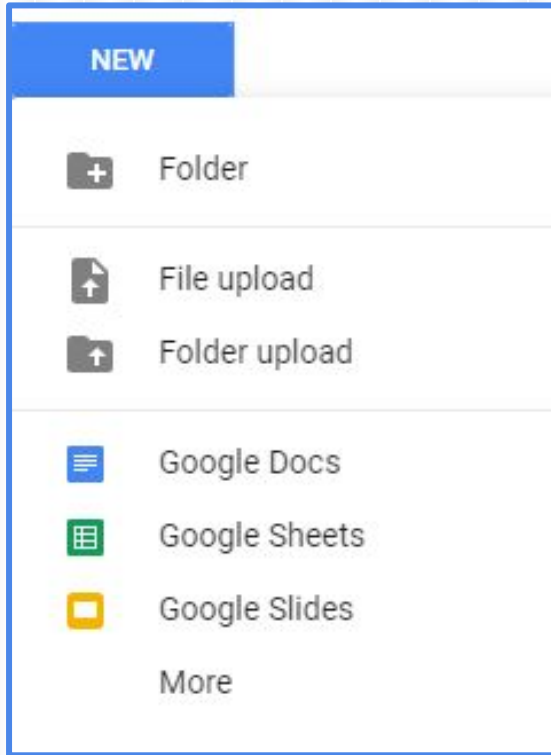 NEW
Folder
File upload
Folder upload
Google Docs
Google Sheets
Google Slides
More